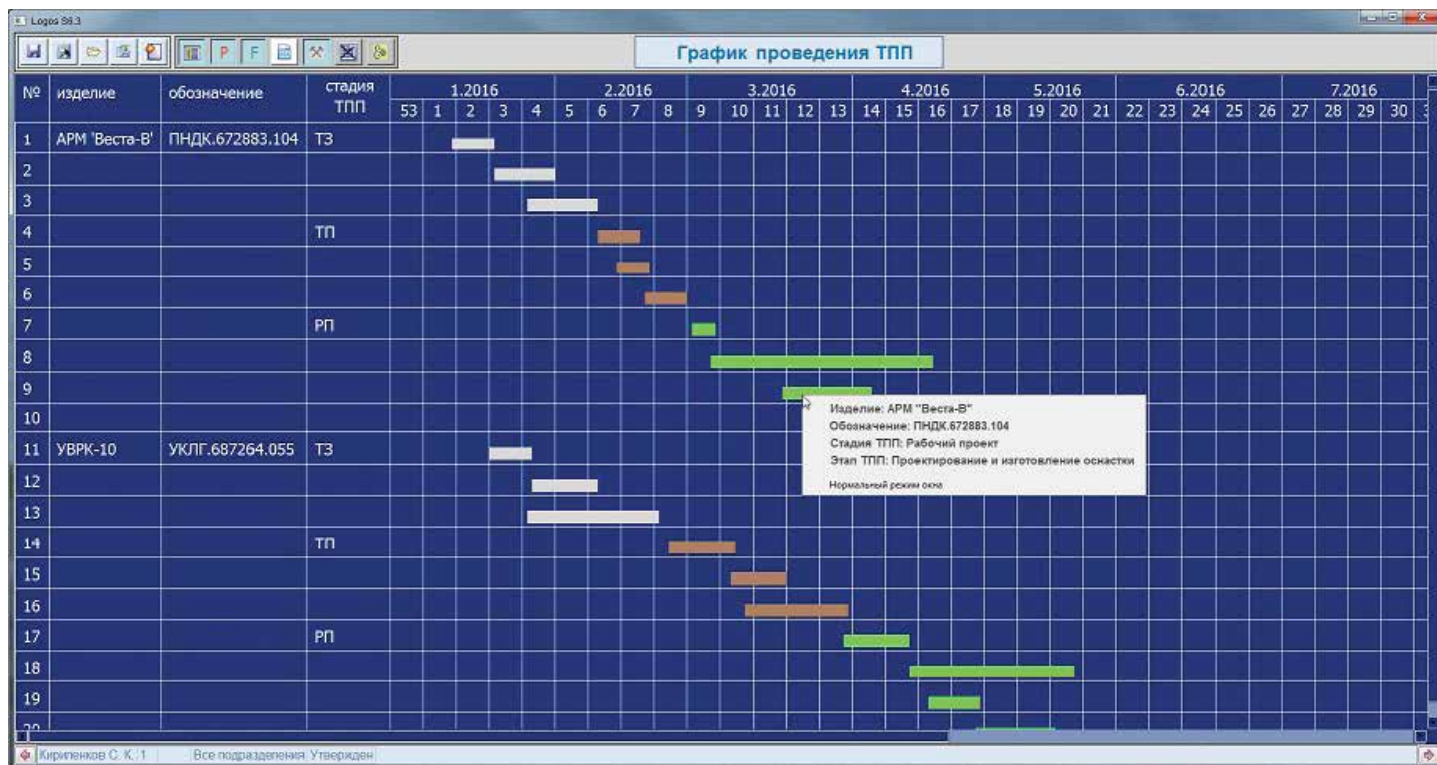 Logos S6.3
P F
График проведения ТПП
№ изделие обозначение стадия ТПП 1.2016 2.2016 3.2016 4.2016 5.2016 6.2016 7.2016
53 1 2 3 4 5 6 7 8 9 10 11 12 13 14 15 16 17 18 19 20 21 22 23 24 25 26 27 28 29 30
1 АРМ 'Веста-В' ПНДК.672883.104 ТЗ
2
3
4 ТП
5
6
7 РП
8
9
Изделие: АРМ "Веста-В"
10
Обозначение: ПНДК.672883.104
Стадия ТПП: Рабочий проект
11 УВРК-10 УКЛГ.687264.055 ТЗ
Этап ТПП: Проектирование и изготовление оснастки
12
Нормальный режим окна
13
14 ТП
15
16
17 РП
18
19
20
С. К. 1 Все подразделения Утвержден